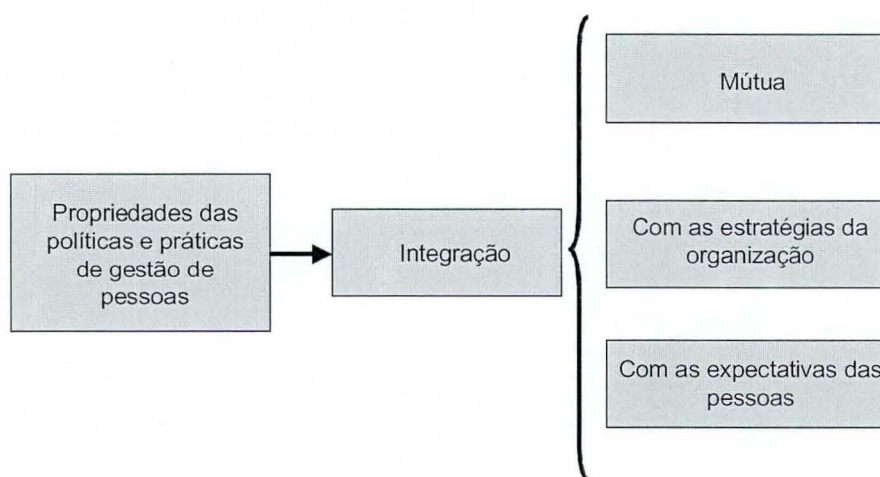 Propriedades das
políticas e práticas
de gestão de
pessoas
Integração
Mútua
Com as estratégias da
organização
Com as expectativas das
pessoas